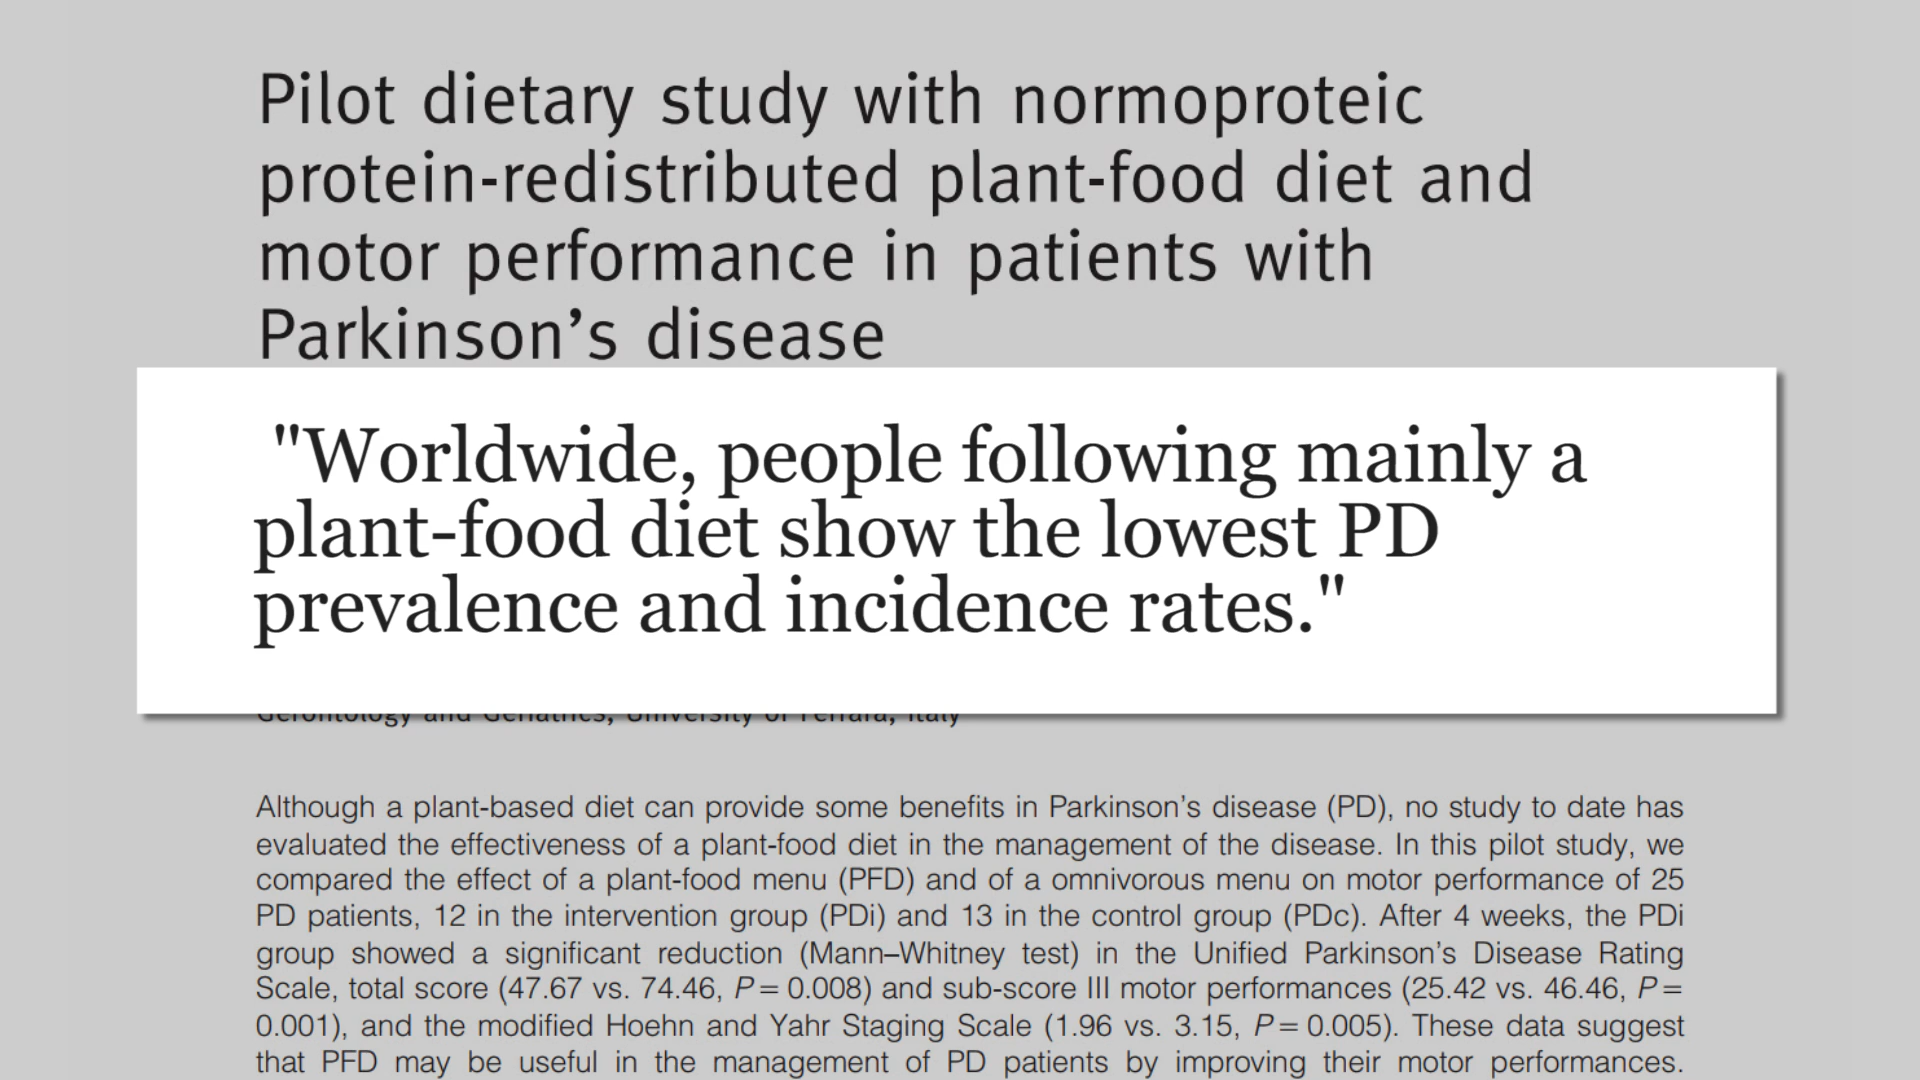 Pilot dietary study with normoproteic
protein-redistributed plant-food diet and
motor performance in patients with
Parkinson's disease
"Worldwide, people following mainly a
plant-food diet show the lowest PD
prevalence and incidence rates."
Gerontology and Geriatrics, University of Ferrara, Italy
Although a plant-based diet can provide some benefits in Parkinson's disease (PD), no study to date has
evaluated the effectiveness of a plant-food diet in the management of the disease. In this pilot study, we
compared the effect of a plant-food menu (PFD) and of a omnivorous menu on motor performance of 25
PD patients, 12 in the intervention group (PDi) and 13 in the control group (PDc). After 4 weeks, the PDi
group showed a significant reduction (Mann–Whitney test) in the Unified Parkinson's Disease Rating
Scale, total score (47.67 vs. 74.46, P = 0.008) and sub-score III motor performances (25.42 vs. 46.46, P =
0.001), and the modified Hoehn and Yahr Staging Scale (1.96 vs. 3.15, P = 0.005). These data suggest
that PFD may be useful in the management of PD patients by improving their motor performances.